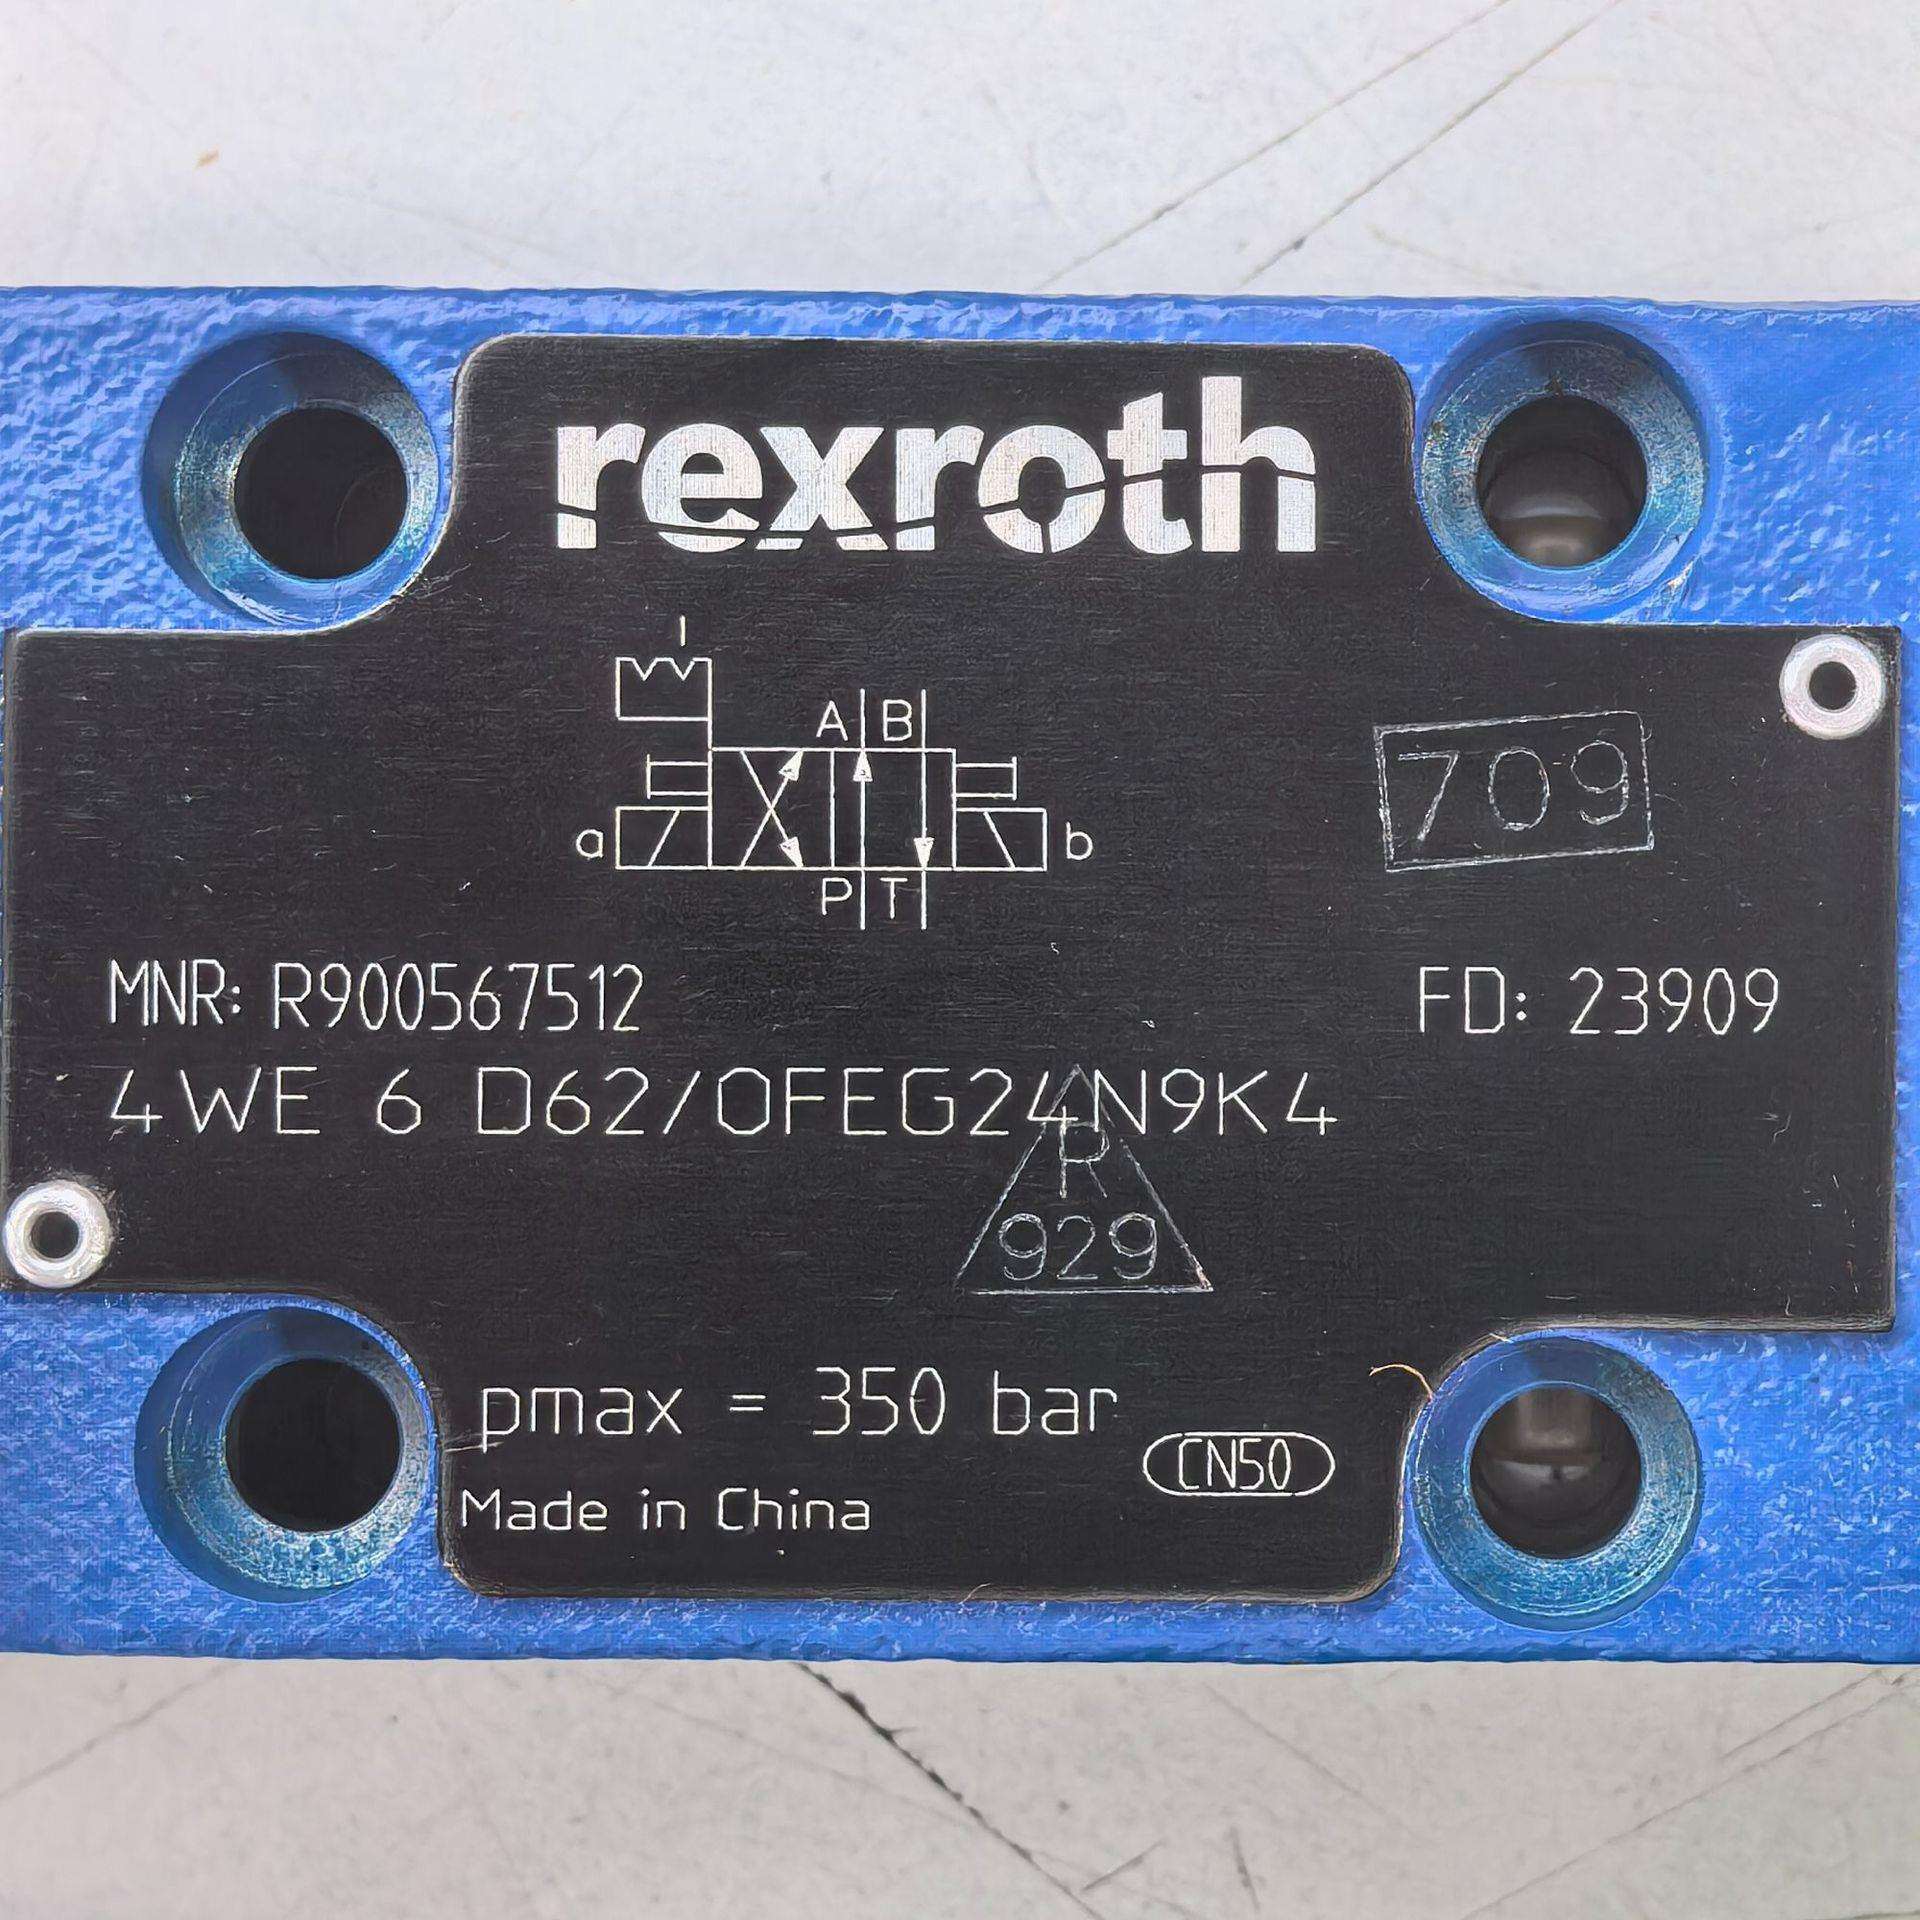 rexroth
A B
709
a b
P T
MNR: R900567512 FD: 23909
4WE 6 D62/OFEG24N9K4
R
929
pmax = 350 bar
CN50
Made in China